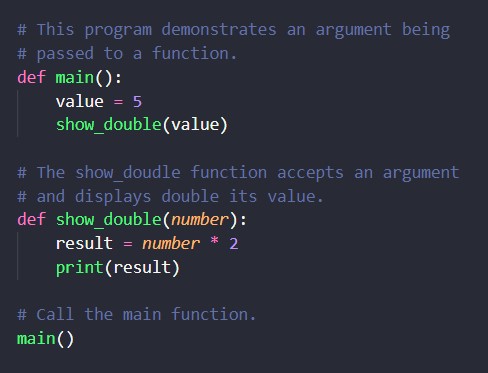 # This program demonstrates an argument being
# passed to a function.
def main():
    value = 5
    show_double(value)

# The show_doudle function accepts an argument
# and displays double its value.
def show_double(number):
    result = number * 2
    print(result)

# Call the main function.
main()